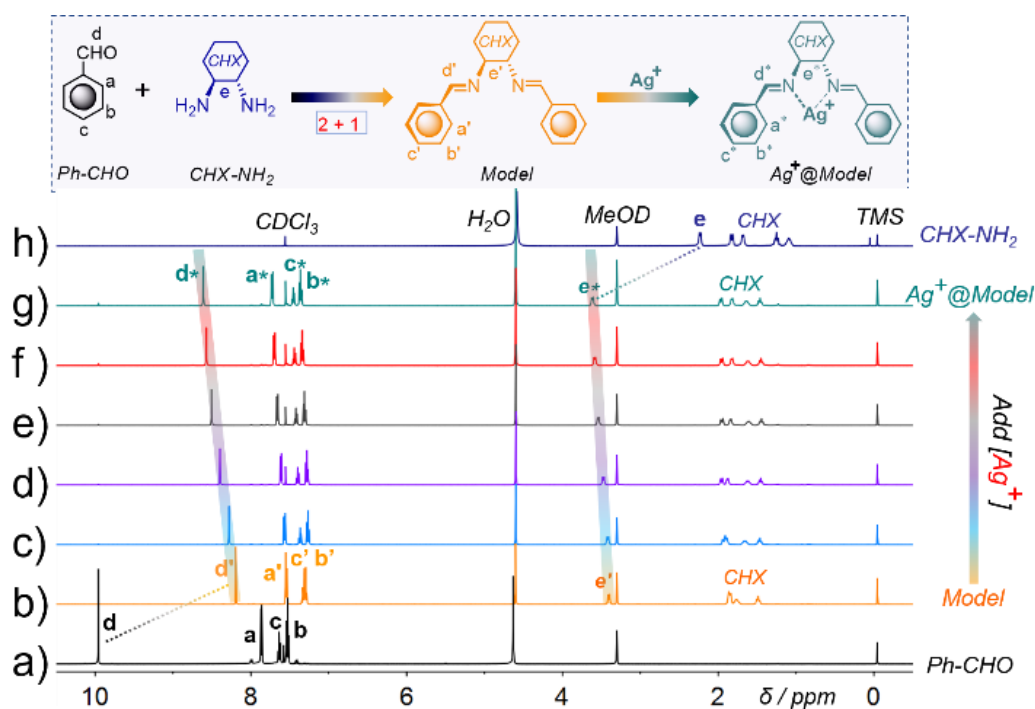 d
CHO
a
b
c
Ph-CHO
+
CHX
e
H₂N
NH₂
CHX-NH₂
2 + 1
CHX
d' e'
N N
a'
b'
c'
Model
Ag⁺
CHX
d* e*
N N
Ag⁺
a*
b*
c*
Ag⁺@Model
CDCl₃ H₂O MeOD TMS
h) e CHX CHX-NH₂
g) d* a* c* b* e* CHX Ag⁺@Model
f)
e)
d)
c)
Add [Ag⁺]
b) d' a' c' b' e' CHX Model
a) d a c b Ph-CHO
10 8 6 4 2 δ / ppm 0